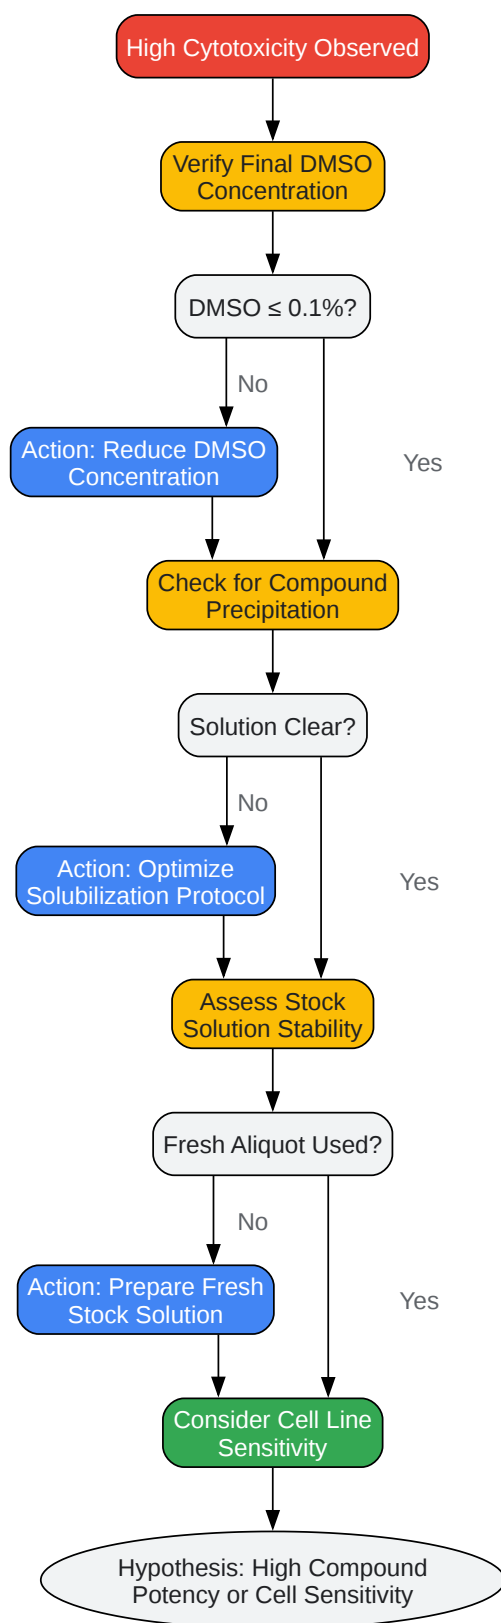 High Cytotoxicity Observed
Verify Final DMSO
Concentration
DMSO ≤ 0.1%?
No
Action: Reduce DMSO
Concentration
Yes
Check for Compound
Precipitation
Solution Clear?
No
Action: Optimize
Solubilization Protocol
Yes
Assess Stock
Solution Stability
Fresh Aliquot Used?
No
Action: Prepare Fresh
Stock Solution
Yes
Consider Cell Line
Sensitivity
Hypothesis: High Compound
Potency or Cell Sensitivity